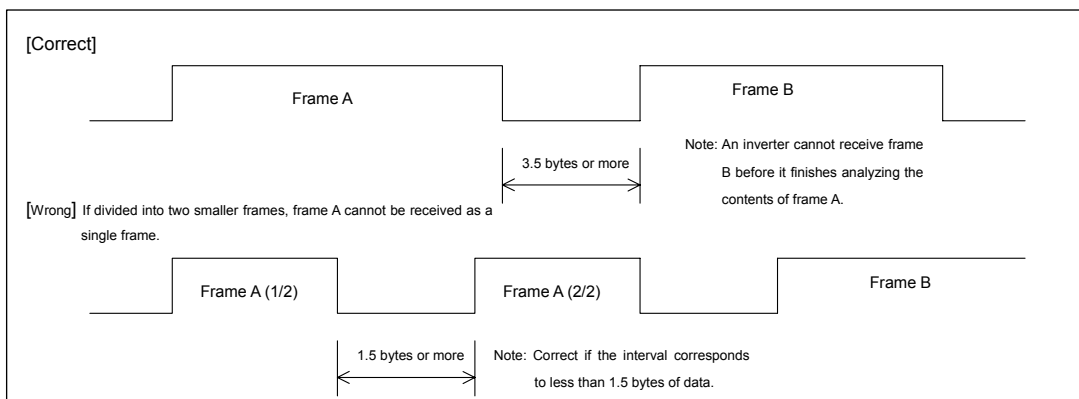 [Correct]
Frame A
Frame B
3.5 bytes or more
Note: An inverter cannot receive frame
B before it finishes analyzing the
contents of frame A.
[Wrong] If divided into two smaller frames, frame A cannot be received as a
single frame.
Frame A (1/2)
Frame A (2/2)
Frame B
1.5 bytes or more
Note: Correct if the interval corresponds
to less than 1.5 bytes of data.